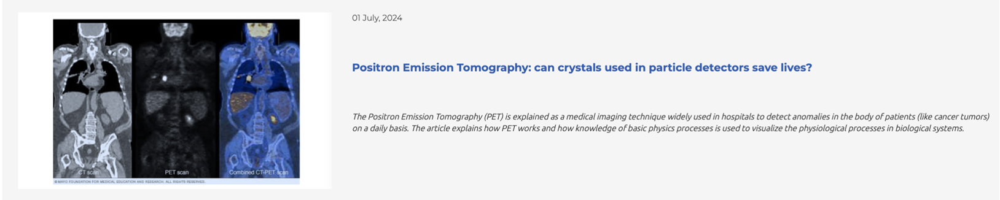 01 July, 2024
Positron Emission Tomography: can crystals used in particle detectors save lives?
The Positron Emission Tomography (PET) is explained as a medical imaging technique widely used in hospitals to detect anomalies in the body of patients (like cancer tumors)
on a daily basis. The article explains how PET works and how knowledge of basic physics processes is used to visualize the physiological processes in biological systems.
CT scan
PET scan
Combined CT-PET scan
© MAYO FOUNDATION FOR MEDICAL EDUCATION AND RESEARCH. ALL RIGHTS RESERVED.